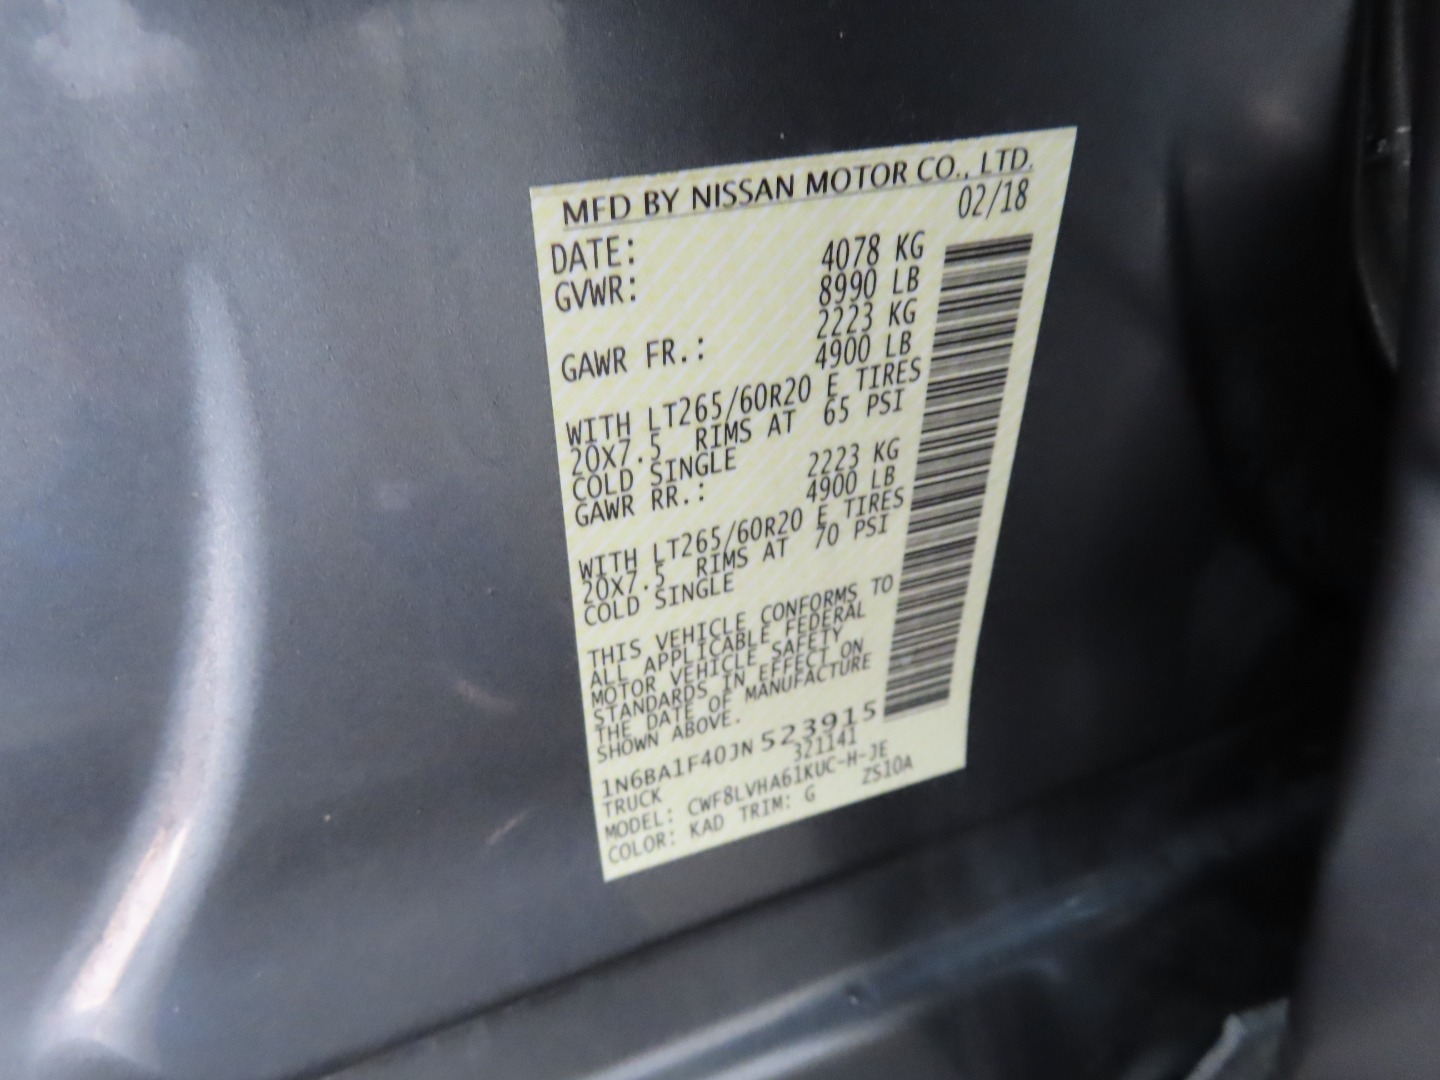 MFD BY NISSAN MOTOR CO., LTD.
DATE: 02/18
GVWR: 4078 KG
8990 LB
GAWR FR.: 2223 KG
4900 LB
WITH LT265/60R20 E TIRES
20X7.5 RIMS AT 65 PSI
COLD SINGLE
GAWR RR.: 2223 KG
4900 LB
WITH LT265/60R20 E TIRES
20X7.5 RIMS AT 70 PSI
COLD SINGLE
THIS VEHICLE CONFORMS TO
ALL APPLICABLE FEDERAL
MOTOR VEHICLE SAFETY
STANDARDS IN EFFECT ON
THE DATE OF MANUFACTURE
SHOWN ABOVE.
1N6BA1F40JN 523915
TRUCK 321141
MODEL: CWF8LVHA61KUC-H-JE
COLOR: KAD TRIM: G ZS10A